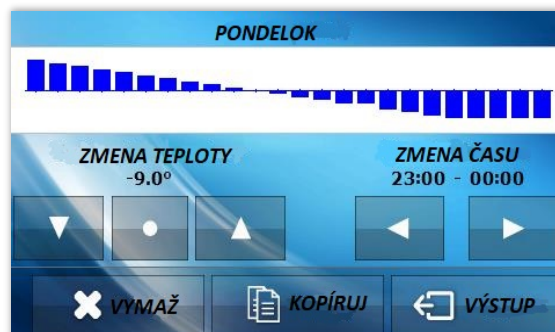 PONDELOK
ZMENA TEPLOTY
-9.0°
ZMENA ČASU
23:00 - 00:00
VYMAŽ
KOPÍRUJ
VÝSTUP